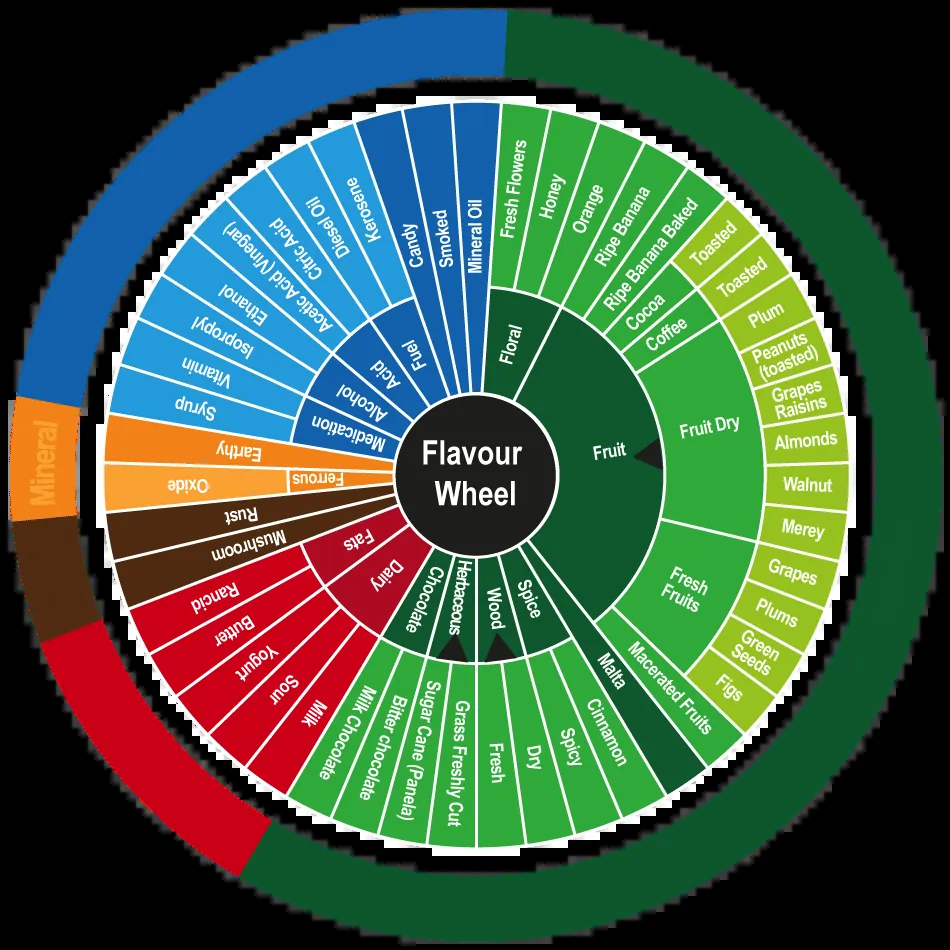 Flavour
Wheel
Floral
Fresh Flowers
Honey
Fruit
Orange
Ripe Banana
Ripe Banana Baked
Cocoa
Toasted
Coffee
Toasted
Fruit Dry
Plum
Peanuts
(toasted)
Grapes
Raisins
Almonds
Walnut
Merey
Fresh
Fruits
Grapes
Plums
Green
Seeds
Figs
Macerated Fruits
Malta
Spice
Cinnamon
Spicy
Wood
Dry
Fresh
Herbaceous
Grass Freshly Cut
Sugar Cane (Panela)
Chocolate
Bitter chocolate
Milk Chocolate
Dairy
Milk
Sour
Yogurt
Fats
Butter
Rancid
Mushroom
Rust
Ferrous
Oxide
Earthy
Mineral
Medication
Syrup
Vitamin
Alcohol
Isopropyl
Ethanol
Acid
Acetic Acid (Vinegar)
Citric Acid
Fuel
Diesel Oil
Kerosene
Candy
Smoked
Mineral Oil